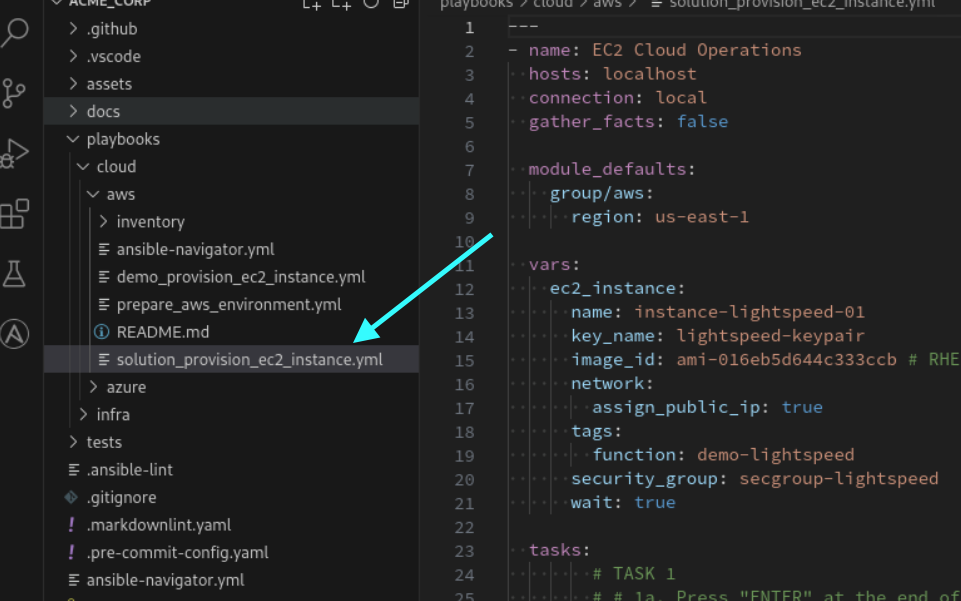 ACME_CORP
.github
.vscode
assets
docs
playbooks
cloud
aws
inventory
ansible-navigator.yml
demo_provision_ec2_instance.yml
prepare_aws_environment.yml
README.md
solution_provision_ec2_instance.yml
azure
infra
tests
.ansible-lint
.gitignore
.markdownlint.yaml
.pre-commit-config.yaml
ansible-navigator.yml
playbooks > cloud > aws > solution_provision_ec2_instance.yml
1 ---
2 - name: EC2 Cloud Operations
3 hosts: localhost
4 connection: local
5 gather_facts: false
6
7 module_defaults:
8 group/aws:
9 region: us-east-1
10
11 vars:
12 ec2_instance:
13 name: instance-lightspeed-01
14 key_name: lightspeed-keypair
15 image_id: ami-016eb5d644c333ccb # RHE
16 network:
17 assign_public_ip: true
18 tags:
19 function: demo-lightspeed
20 security_group: secgroup-lightspeed
21 wait: true
22
23 tasks:
24 # TASK 1
25 # # 1a. Press "ENTER" at the end of